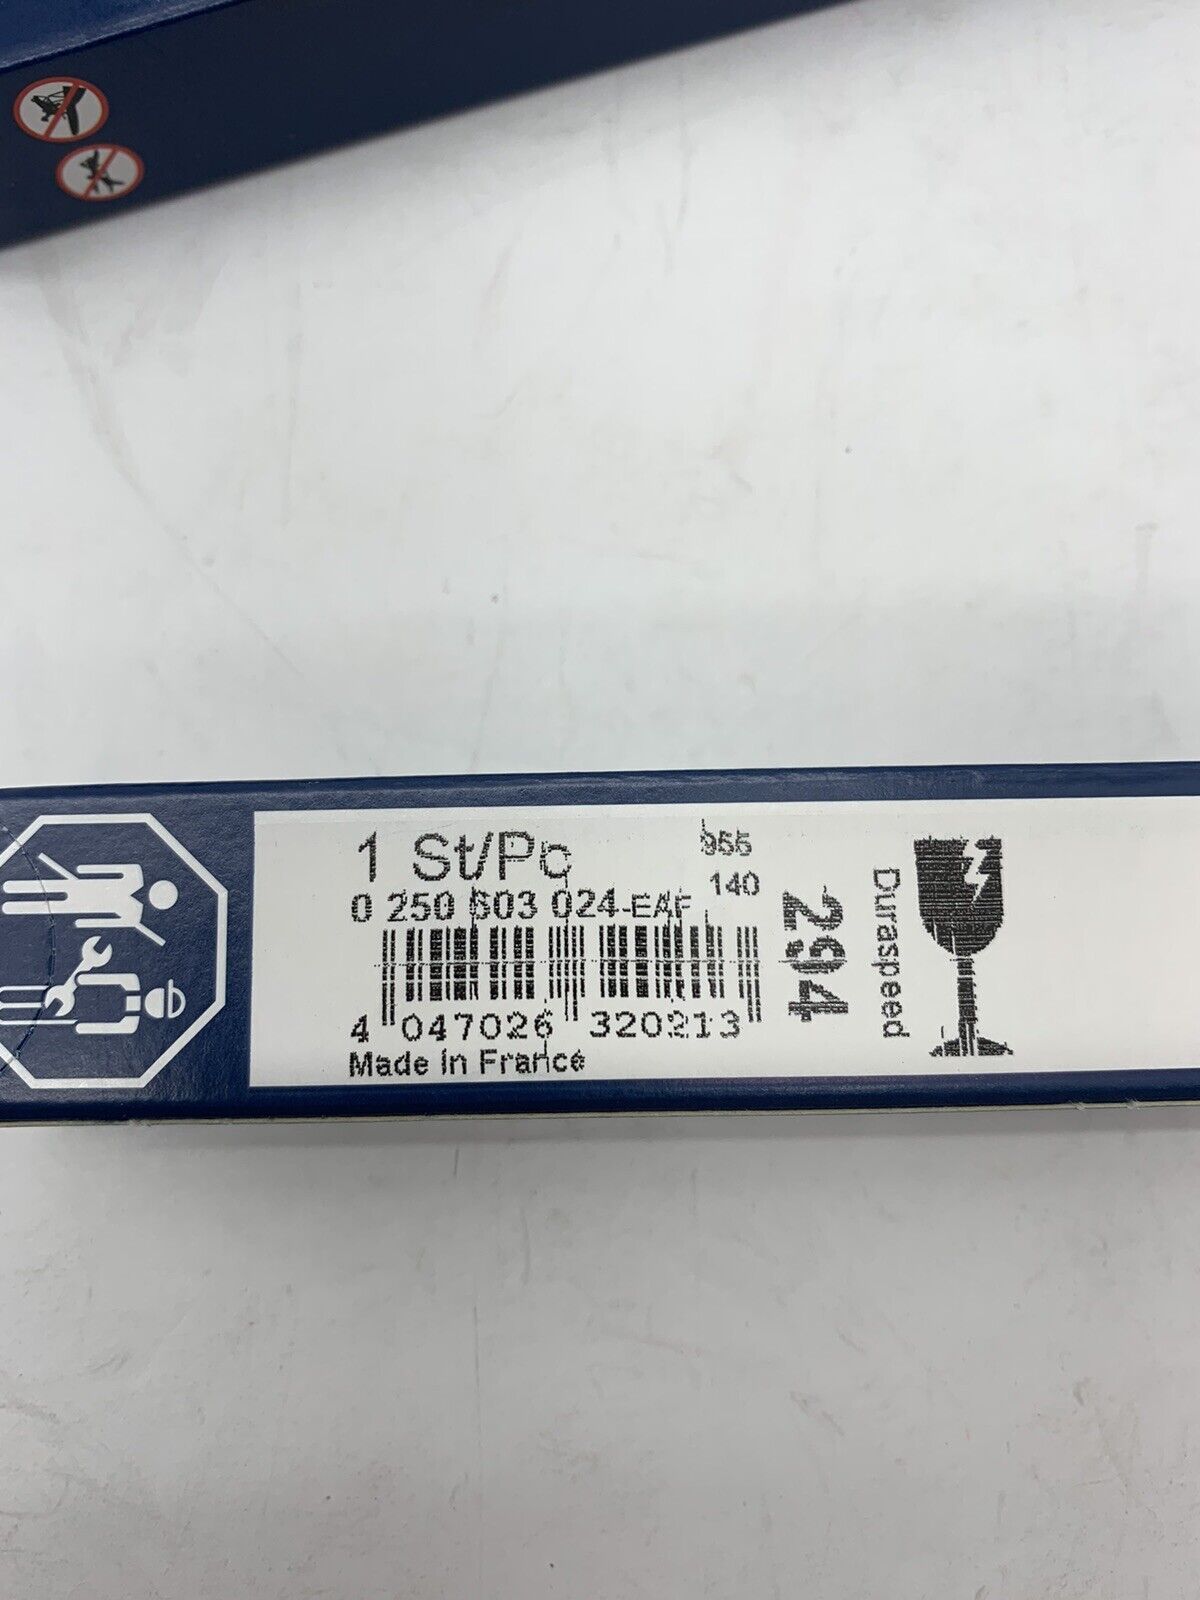 1 St/Pc
955
140
0 250 603 024-EAF
4 047026 320213
Made in France
294
Duraspeed